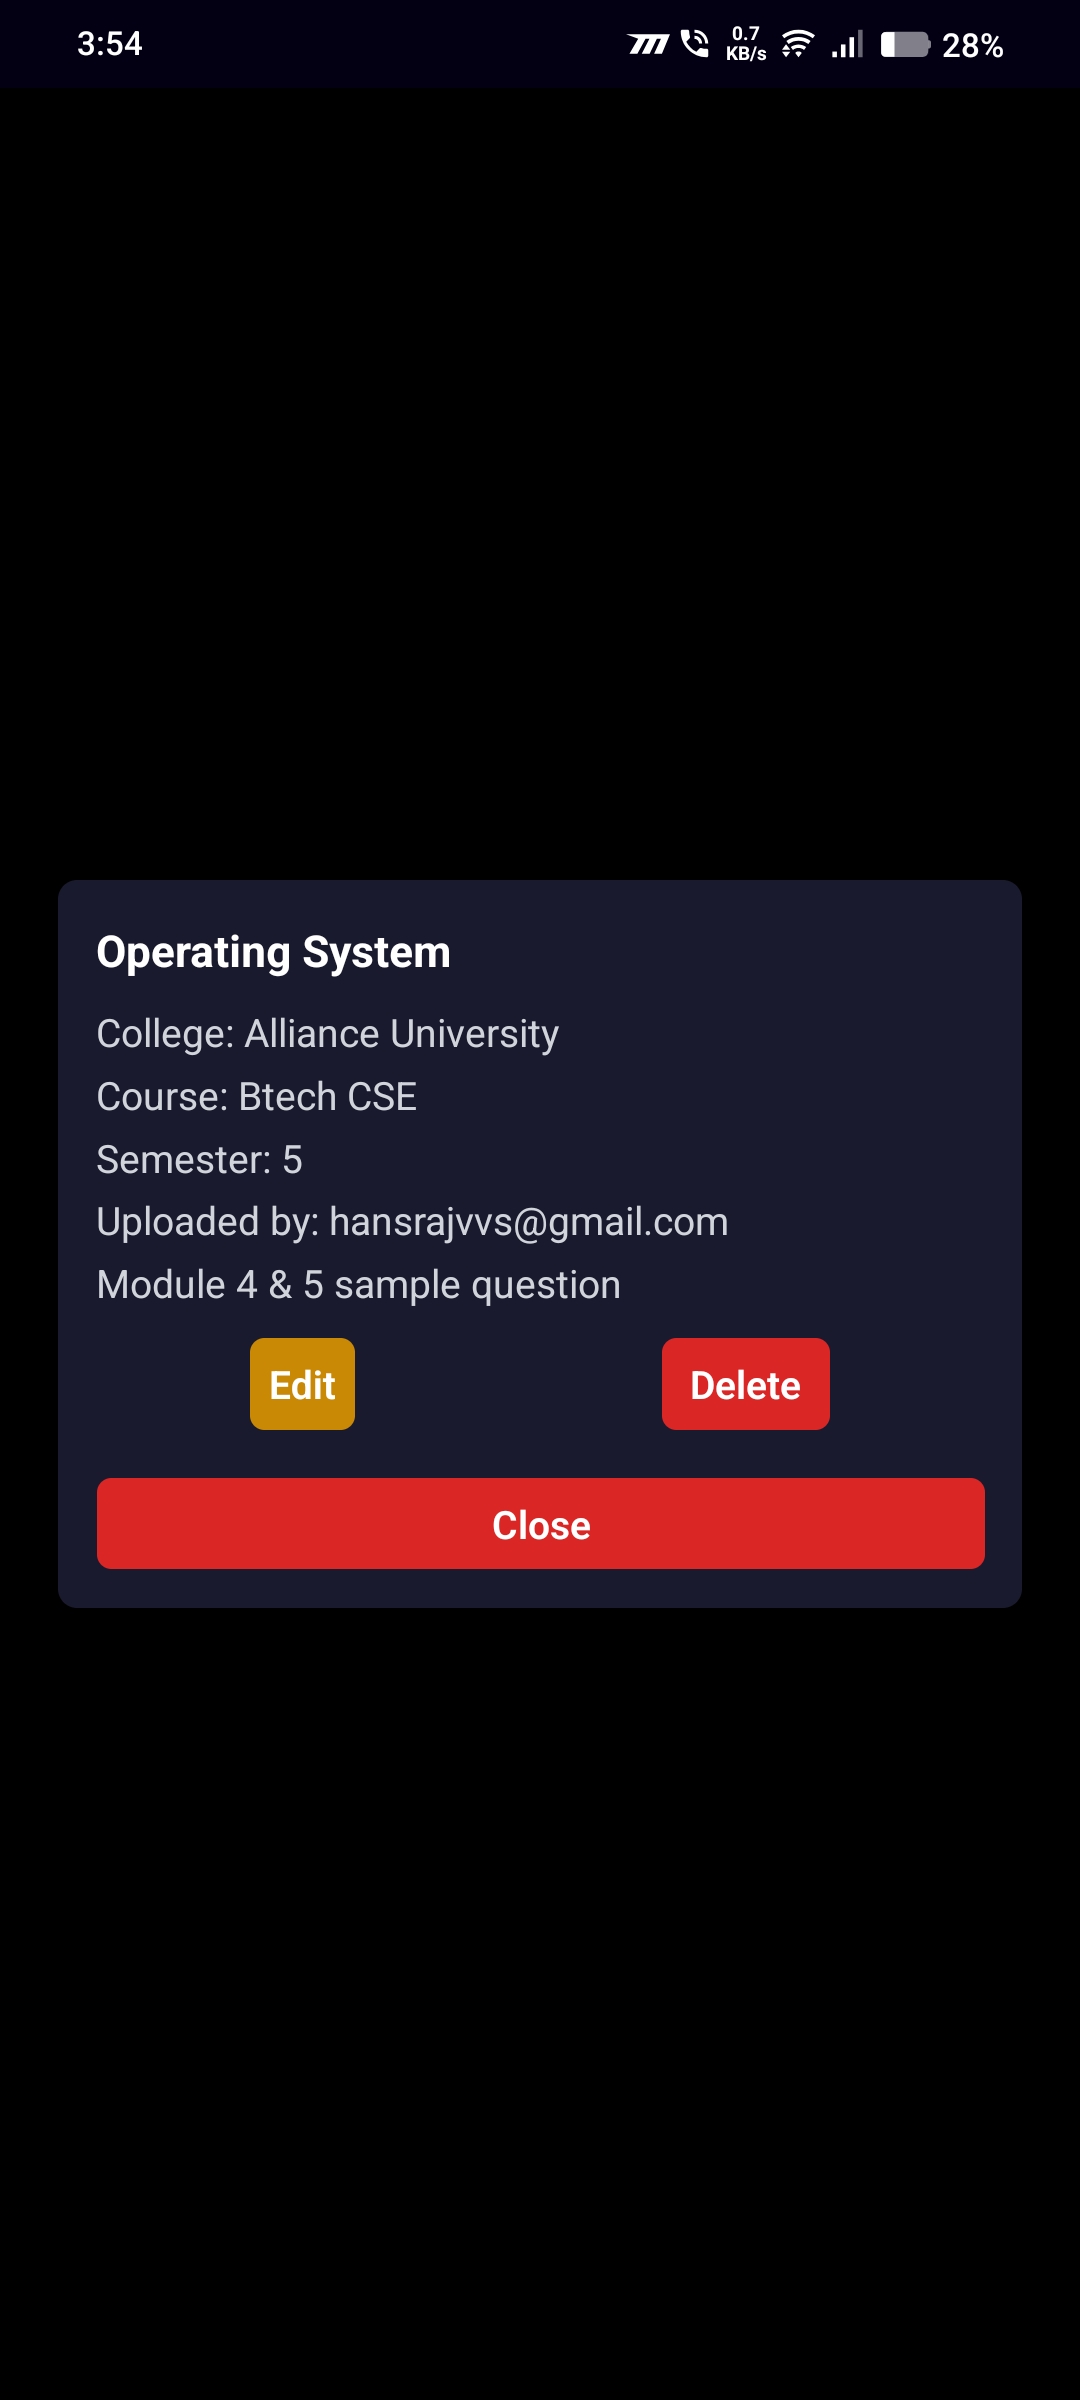 3:54
0.7
KB/s
28%
Operating System
College: Alliance University
Course: Btech CSE
Semester: 5
Uploaded by: hansrajvvs@gmail.com
Module 4 & 5 sample question
Edit
Delete
Close